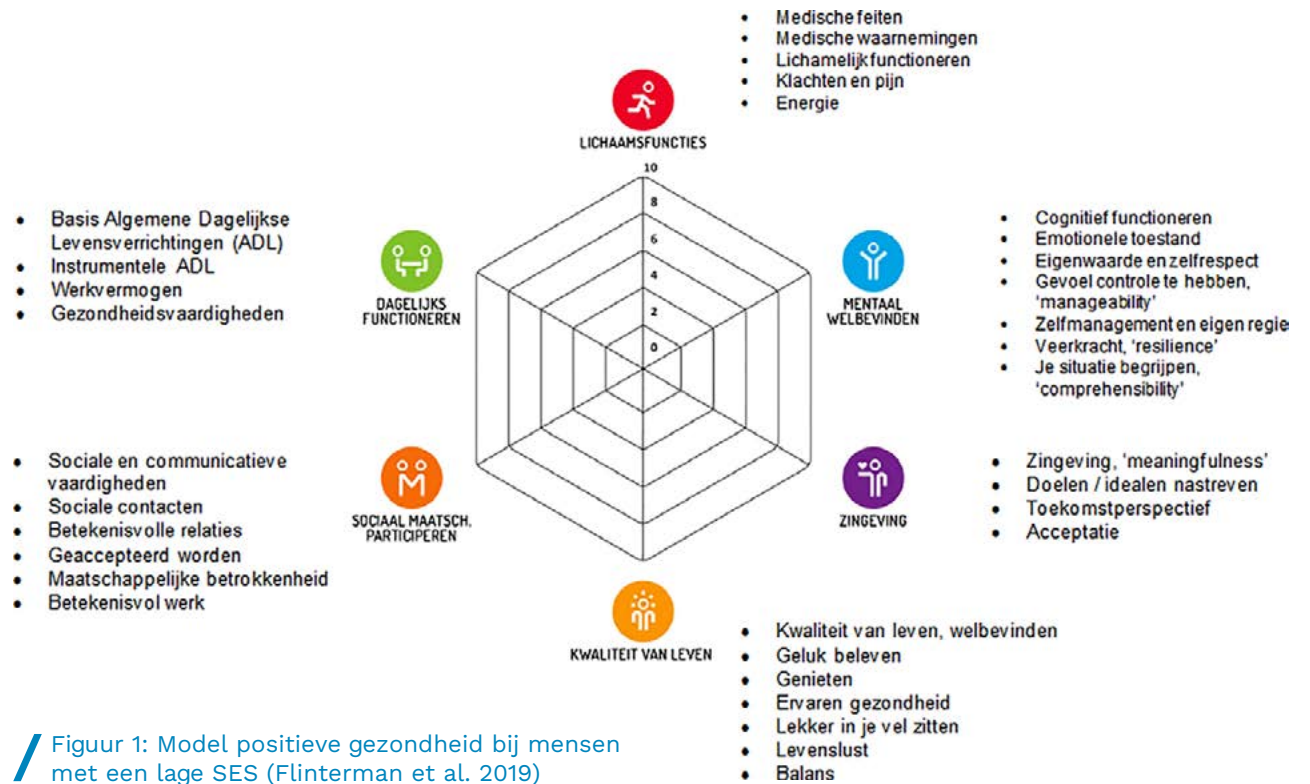 • Medische feiten
• Medische waarnemingen
• Lichamelijk functioneren
• Klachten en pijn
• Energie
LICHAAMSFUNCTIES
10
8
6
4
2
0
• Basis Algemene Dagelijkse
Levensverrichtingen (ADL)
• Instrumentele ADL
• Werkvermogen
• Gezondheidsvaardigheden
DAGELIJKS
FUNCTIONEREN
MENTAAL
WELBEVINDEN
• Cognitief functioneren
• Emotionele toestand
• Eigenwaarde en zelfrespect
• Gevoel controle te hebben,
'manageability'
• Zelfmanagement en eigen regie
• Veerkracht, 'resilience'
• Je situatie begrijpen,
'comprehensibility'
• Sociale en communicatieve
vaardigheden
• Sociale contacten
• Betekenisvolle relaties
• Geaccepteerd worden
• Maatschappelijke betrokkenheid
• Betekenisvol werk
SOCIAAL MAATSCH.
PARTICIPEREN
ZINGEVING
• Zingeving, 'meaningfulness'
• Doelen / idealen nastreven
• Toekomstperspectief
• Acceptatie
KWALITEIT VAN LEVEN
• Kwaliteit van leven, welbevinden
• Geluk beleven
• Genieten
• Ervaren gezondheid
• Lekker in je vel zitten
• Levenslust
• Balans
Figuur 1: Model positieve gezondheid bij mensen
met een lage SES (Flinterman et al. 2019)